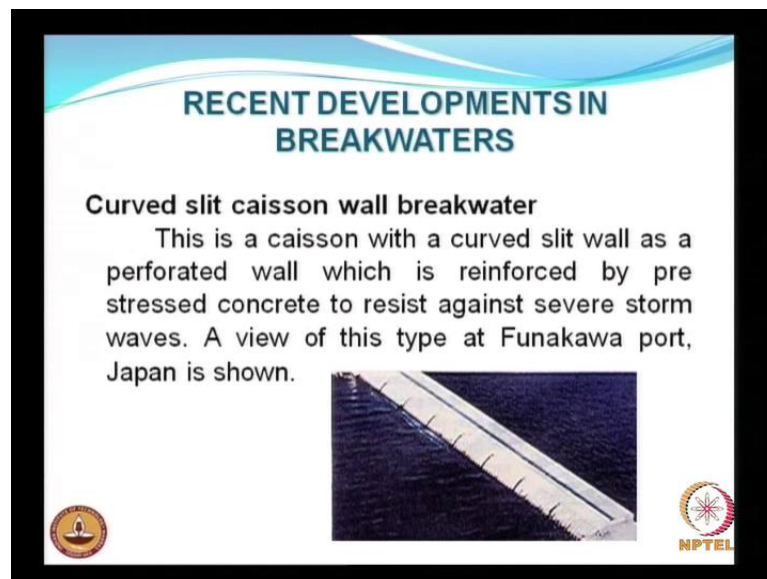 RECENT DEVELOPMENTS IN
BREAKWATERS
Curved slit caisson wall breakwater
This is a caisson with a curved slit wall as a
perforated wall which is reinforced by pre
stressed concrete to resist against severe storm
waves. A view of this type at Funakawa port,
Japan is shown.
NPTEL